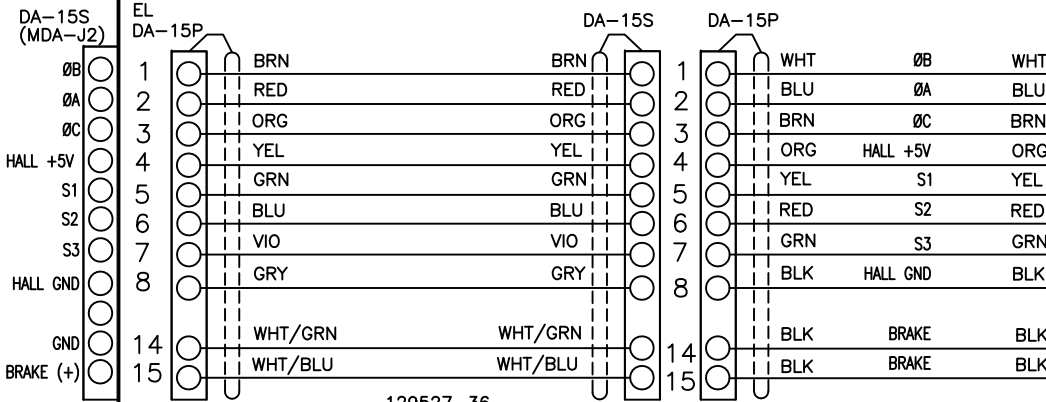 DA-15S
(MDA-J2)
EL
DA-15P
DA-15S
DA-15P
ØB 1 BRN BRN 1 WHT ØB WHT
ØA 2 RED RED 2 BLU ØA BLU
ØC 3 ORG ORG 3 BRN ØC BRN
HALL +5V 4 YEL YEL 4 ORG HALL +5V ORG
S1 5 GRN GRN 5 YEL S1 YEL
S2 6 BLU BLU 6 RED S2 RED
S3 7 VIO VIO 7 GRN S3 GRN
HALL GND 8 GRY GRY 8 BLK HALL GND BLK
GND 14 WHT/GRN WHT/GRN 14 BLK BRAKE BLK
BRAKE (+) 15 WHT/BLU WHT/BLU 15 BLK BRAKE BLK